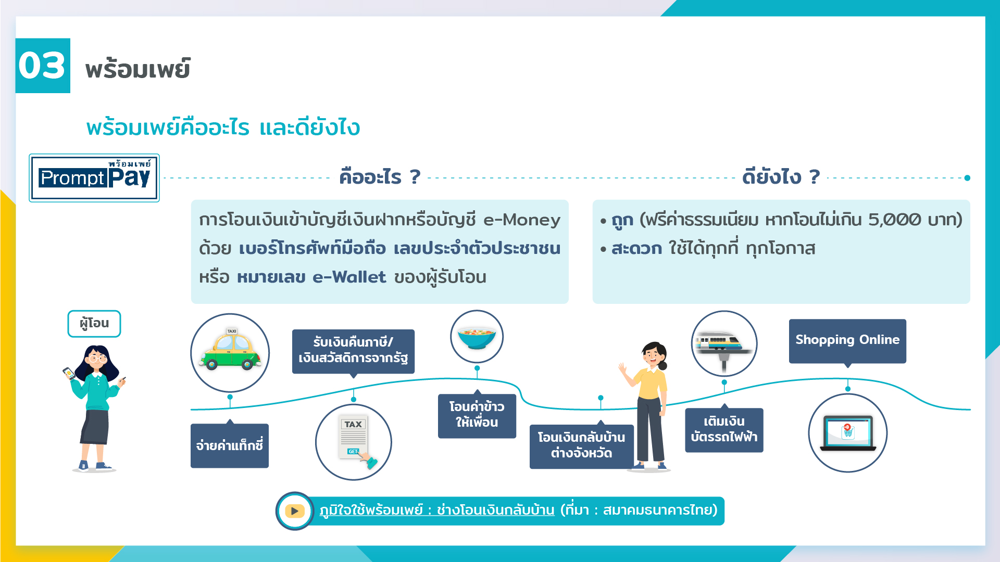 03
พร้อมเพย์
พร้อมเพย์คืออะไร และดียังไง
พร้อมเพย์
PromptPay
คืออะไร ?
ดียังไง ?
การโอนเงินเข้าบัญชีเงินฝากหรือบัญชี e-Money
ด้วย เบอร์โทรศัพท์มือถือ เลขประจำตัวประชาชน
หรือ หมายเลข e-Wallet ของผู้รับโอน
• ถูก (ฟรีค่าธรรมเนียม หากโอนไม่เกิน 5,000 บาท)
• สะดวก ใช้ได้ทุกที่ ทุกโอกาส
ผู้โอน
TAXI
จ่ายค่าแท็กซี่
รับเงินคืนภาษี/
เงินสวัสดิการจากรัฐ
TAX
GET
โอนค่าข้าว
ให้เพื่อน
โอนเงินกลับบ้าน
ต่างจังหวัด
เติมเงิน
บัตรรถไฟฟ้า
Shopping Online
ภูมิใจใช้พร้อมเพย์ : ช่างโอนเงินกลับบ้าน (ที่มา : สมาคมธนาคารไทย)